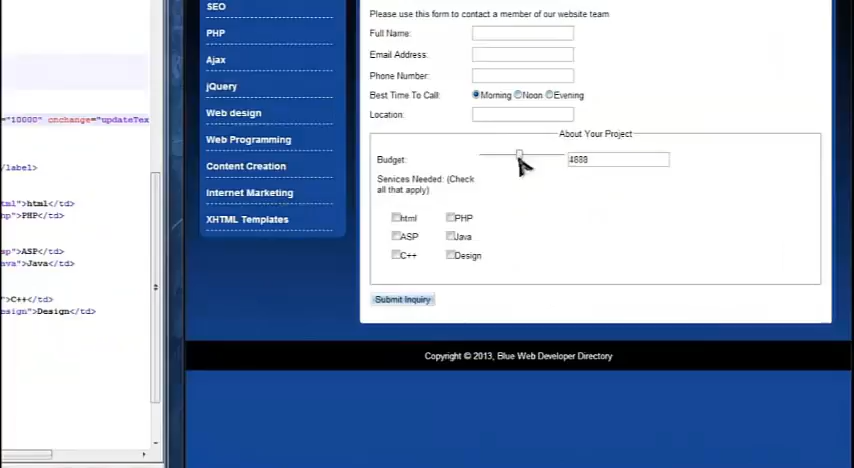 ="10000" onchange="updateTex
/label>
tml">html</td>
hp">PHP</td>
sp">ASP</td>
ava">Java</td>
">C++</td>
esign">Design</td>
SEO
PHP
Ajax
jQuery
Web design
Web Programming
Content Creation
Internet Marketing
XHTML Templates
Please use this form to contact a member of our website team
Full Name:
Email Address:
Phone Number:
Best Time To Call: Morning Noon Evening
Location:
About Your Project
Budget: 4888
Services Needed: (Check
all that apply)
html PHP
ASP Java
C++ Design
Submit Inquiry
Copyright © 2013, Blue Web Developer Directory